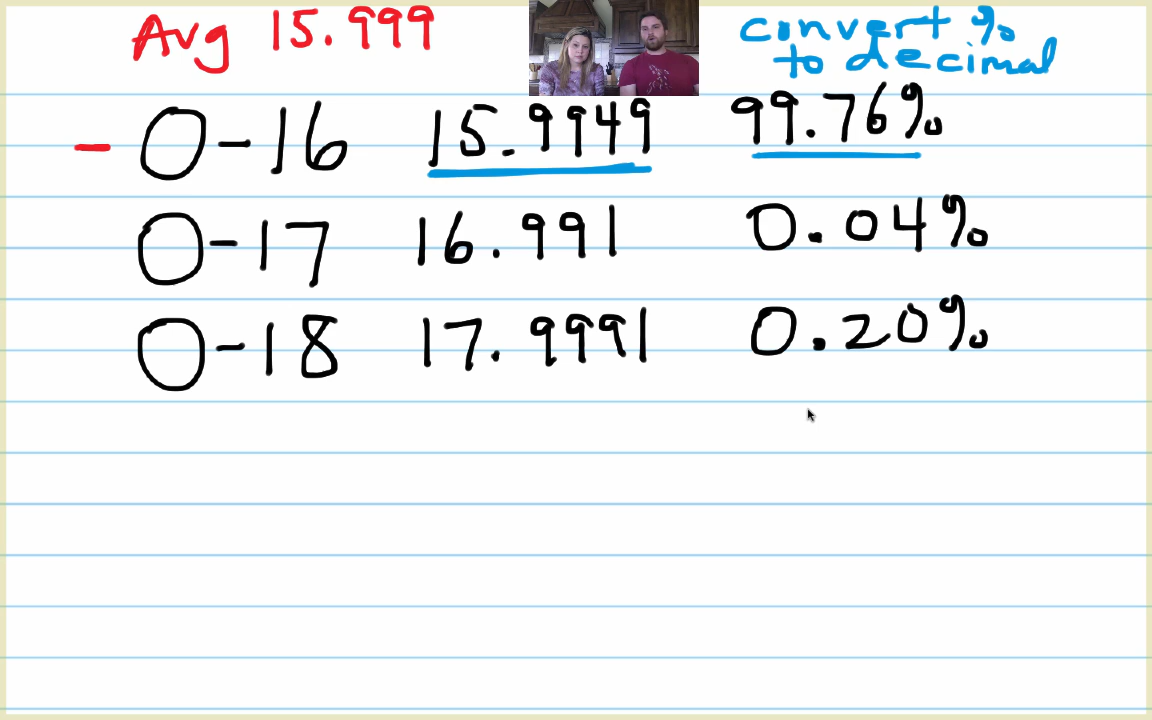 Avg 15.999
convert %
to decimal
- O-16 15.9949 99.76%
O-17 16.991 0.04%
O-18 17.9991 0.20%